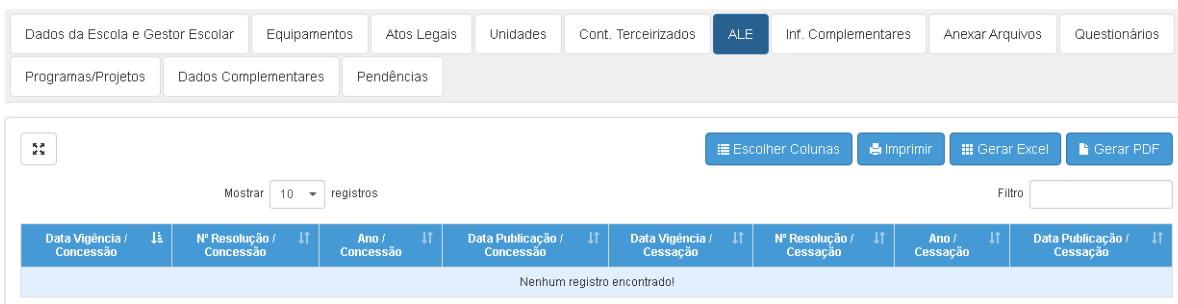 Dados da Escola e Gestor Escolar Equipamentos Atos Legais Unidades Cont. Terceirizados ALE Inf. Complementares Anexar Arquivos Questionários
Programas/Projetos Dados Complementares Pendências
Escolher Colunas Imprimir Gerar Excel Gerar PDF
Mostrar 10 registros Filtro
Data Vigência / Nº Resolução / Ano / Data Publicação / Data Vigência / Nº Resolução / Ano / Data Publicação /
Concessão Concessão Concessão Concessão Cessação Cessação Cessação Cessação
Nenhum registro encontrado!